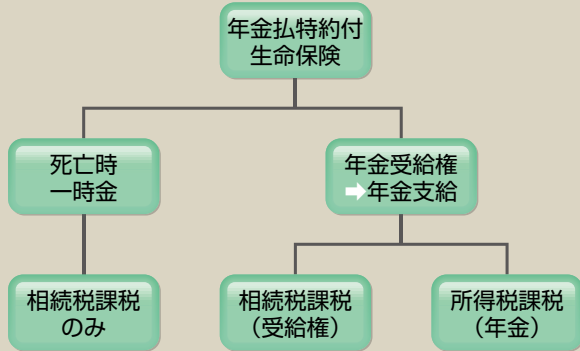 年金払特約付
生命保険
死亡時
一時金
年金受給権
➡年金支給
相続税課税
のみ
相続税課税
（受給権）
所得税課税
（年金）